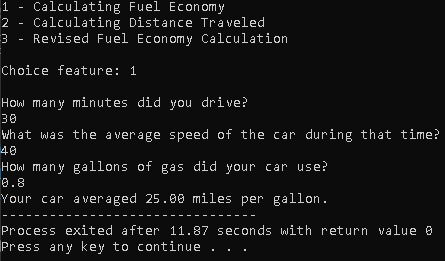 1 - Calculating Fuel Economy
2 - Calculating Distance Traveled
3 - Revised Fuel Economy Calculation
Choice feature: 1
How many minutes did you drive?
30
What was the average speed of the car during that time?
40
How many gallons of gas did your car use?
0.8
Your car averaged 25.00 miles per gallon.
--------------------------------
Process exited after 11.87 seconds with return value 0
Press any key to continue . . .